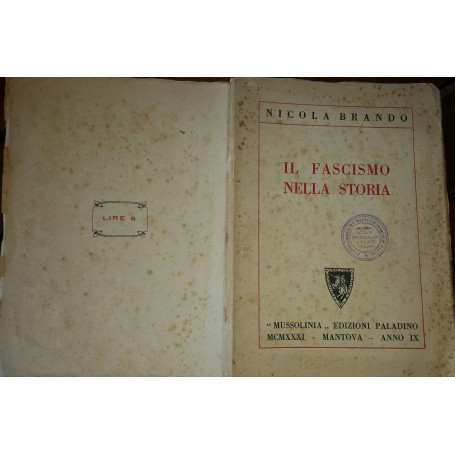 LIRE 6
NICOLA BRANDO
IL FASCISMO
NELLA STORIA
" MUSSOLINIA „ EDIZIONI PALADINO
MCMXXXI - MANTOVA - ANNO IX